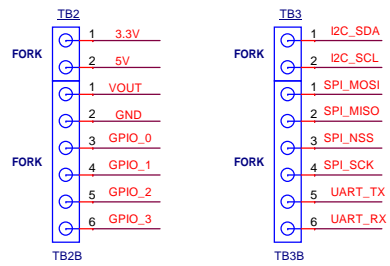 TB2
FORK
1 3.3V
2 5V
FORK
1 VOUT
2 GND
3 GPIO_0
4 GPIO_1
5 GPIO_2
6 GPIO_3
TB2B
TB3
FORK
1 I2C_SDA
2 I2C_SCL
FORK
1 SPI_MOSI
2 SPI_MISO
3 SPI_NSS
4 SPI_SCK
5 UART_TX
6 UART_RX
TB3B